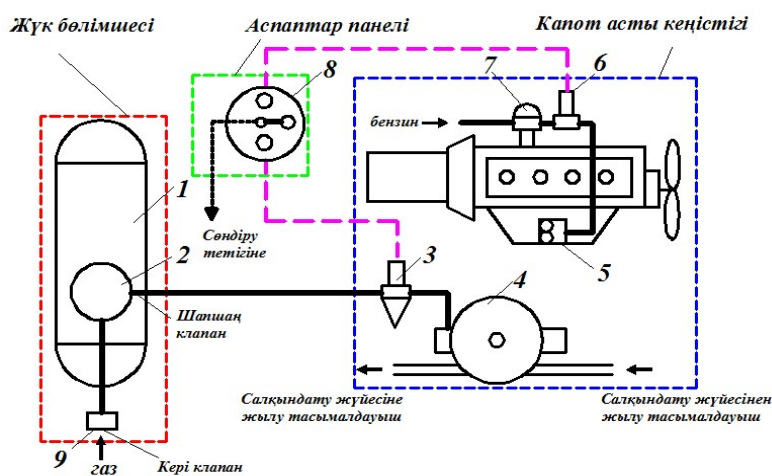 Жүк бөлімшесі
Аспаптар панелі
Капот асты кеңістігі
8
7
6
бензин
1
2
Сөндіру
тетігіне
3
4
5
Шапшаң
клапан
Салқындату жүйесіне
жылу тасымалдауыш
Салқындату жүйесінен
жылу тасымалдауыш
9
газ
Кері клапан